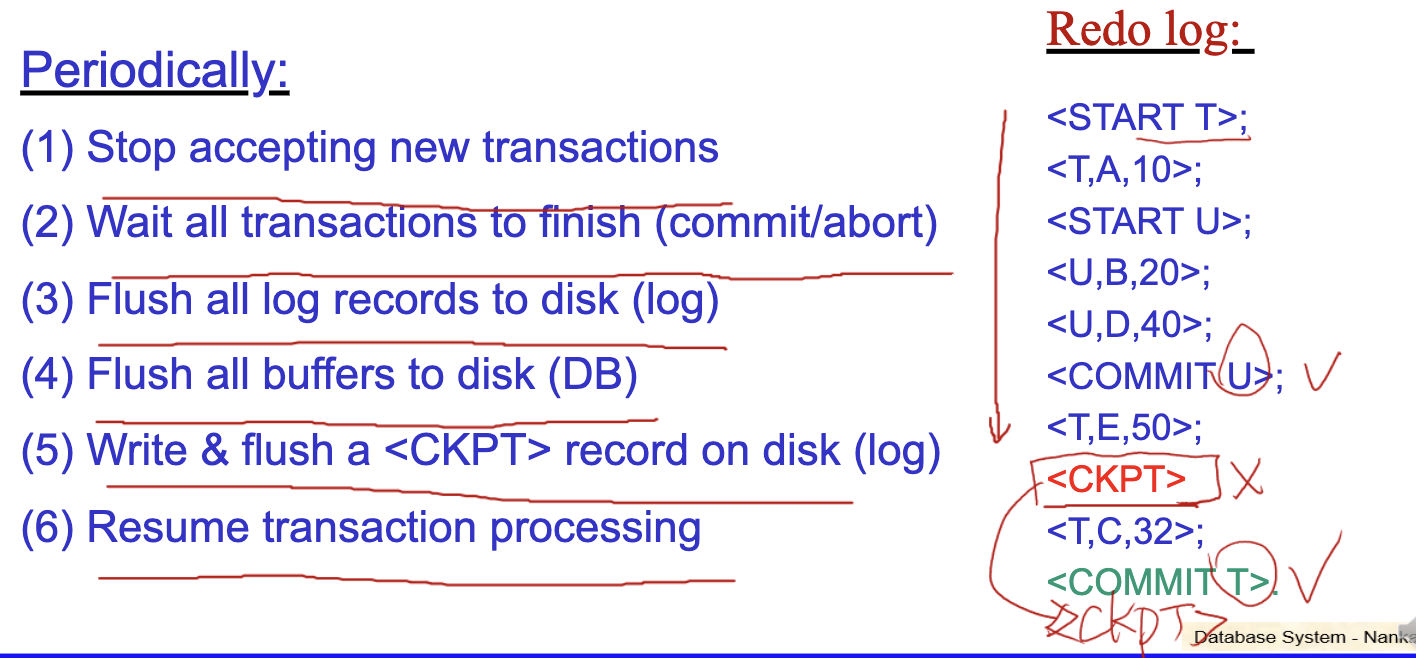 Periodically:
(1) Stop accepting new transactions
(2) Wait all transactions to finish (commit/abort)
(3) Flush all log records to disk (log)
(4) Flush all buffers to disk (DB)
(5) Write & flush a <CKPT> record on disk (log)
(6) Resume transaction processing
Redo log:
<START T>;
<T,A,10>;
<START U>;
<U,B,20>;
<U,D,40>;
<COMMIT U>;
<T,E,50>;
<CKPT>
<T,C,32>;
<COMMIT T>.
<CKPT>
Database System - Nanka